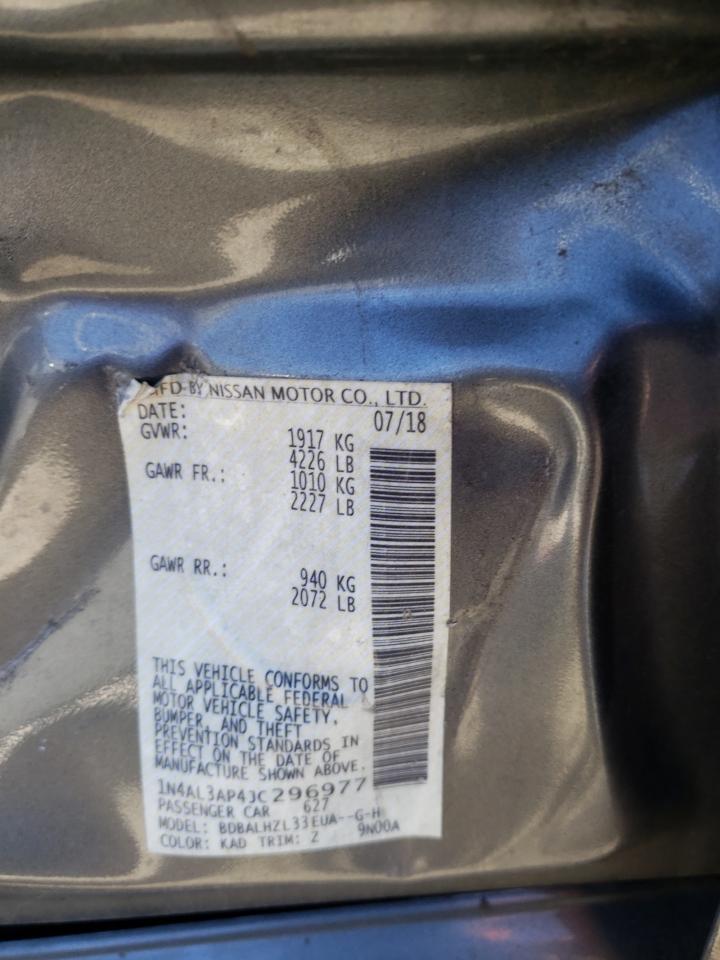 MFD BY NISSAN MOTOR CO., LTD.
DATE: 07/18
GVWR: 1917 KG
4226 LB
GAWR FR.: 1010 KG
2227 LB
GAWR RR.: 940 KG
2072 LB
THIS VEHICLE CONFORMS TO
ALL APPLICABLE FEDERAL
MOTOR VEHICLE SAFETY,
BUMPER, AND THEFT
PREVENTION STANDARDS IN
EFFECT ON THE DATE OF
MANUFACTURE SHOWN ABOVE.
1N4AL3AP4JC296977
PASSENGER CAR 627
MODEL: BDBALHZL33EUA--G-H
COLOR: KAD TRIM: Z 9N00A